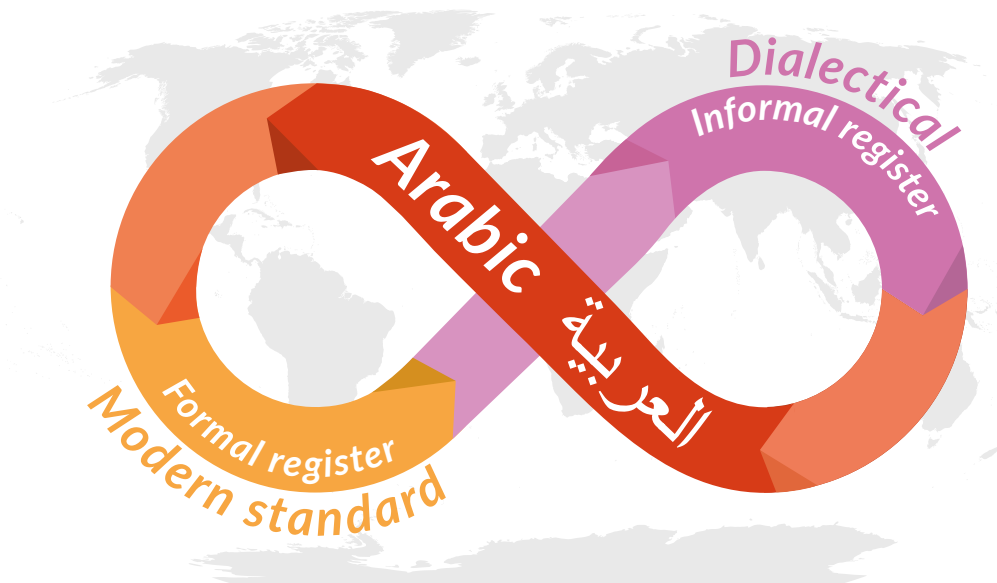 Dialectical
Informal register
Arabic العربية
Formal register
Modern standard